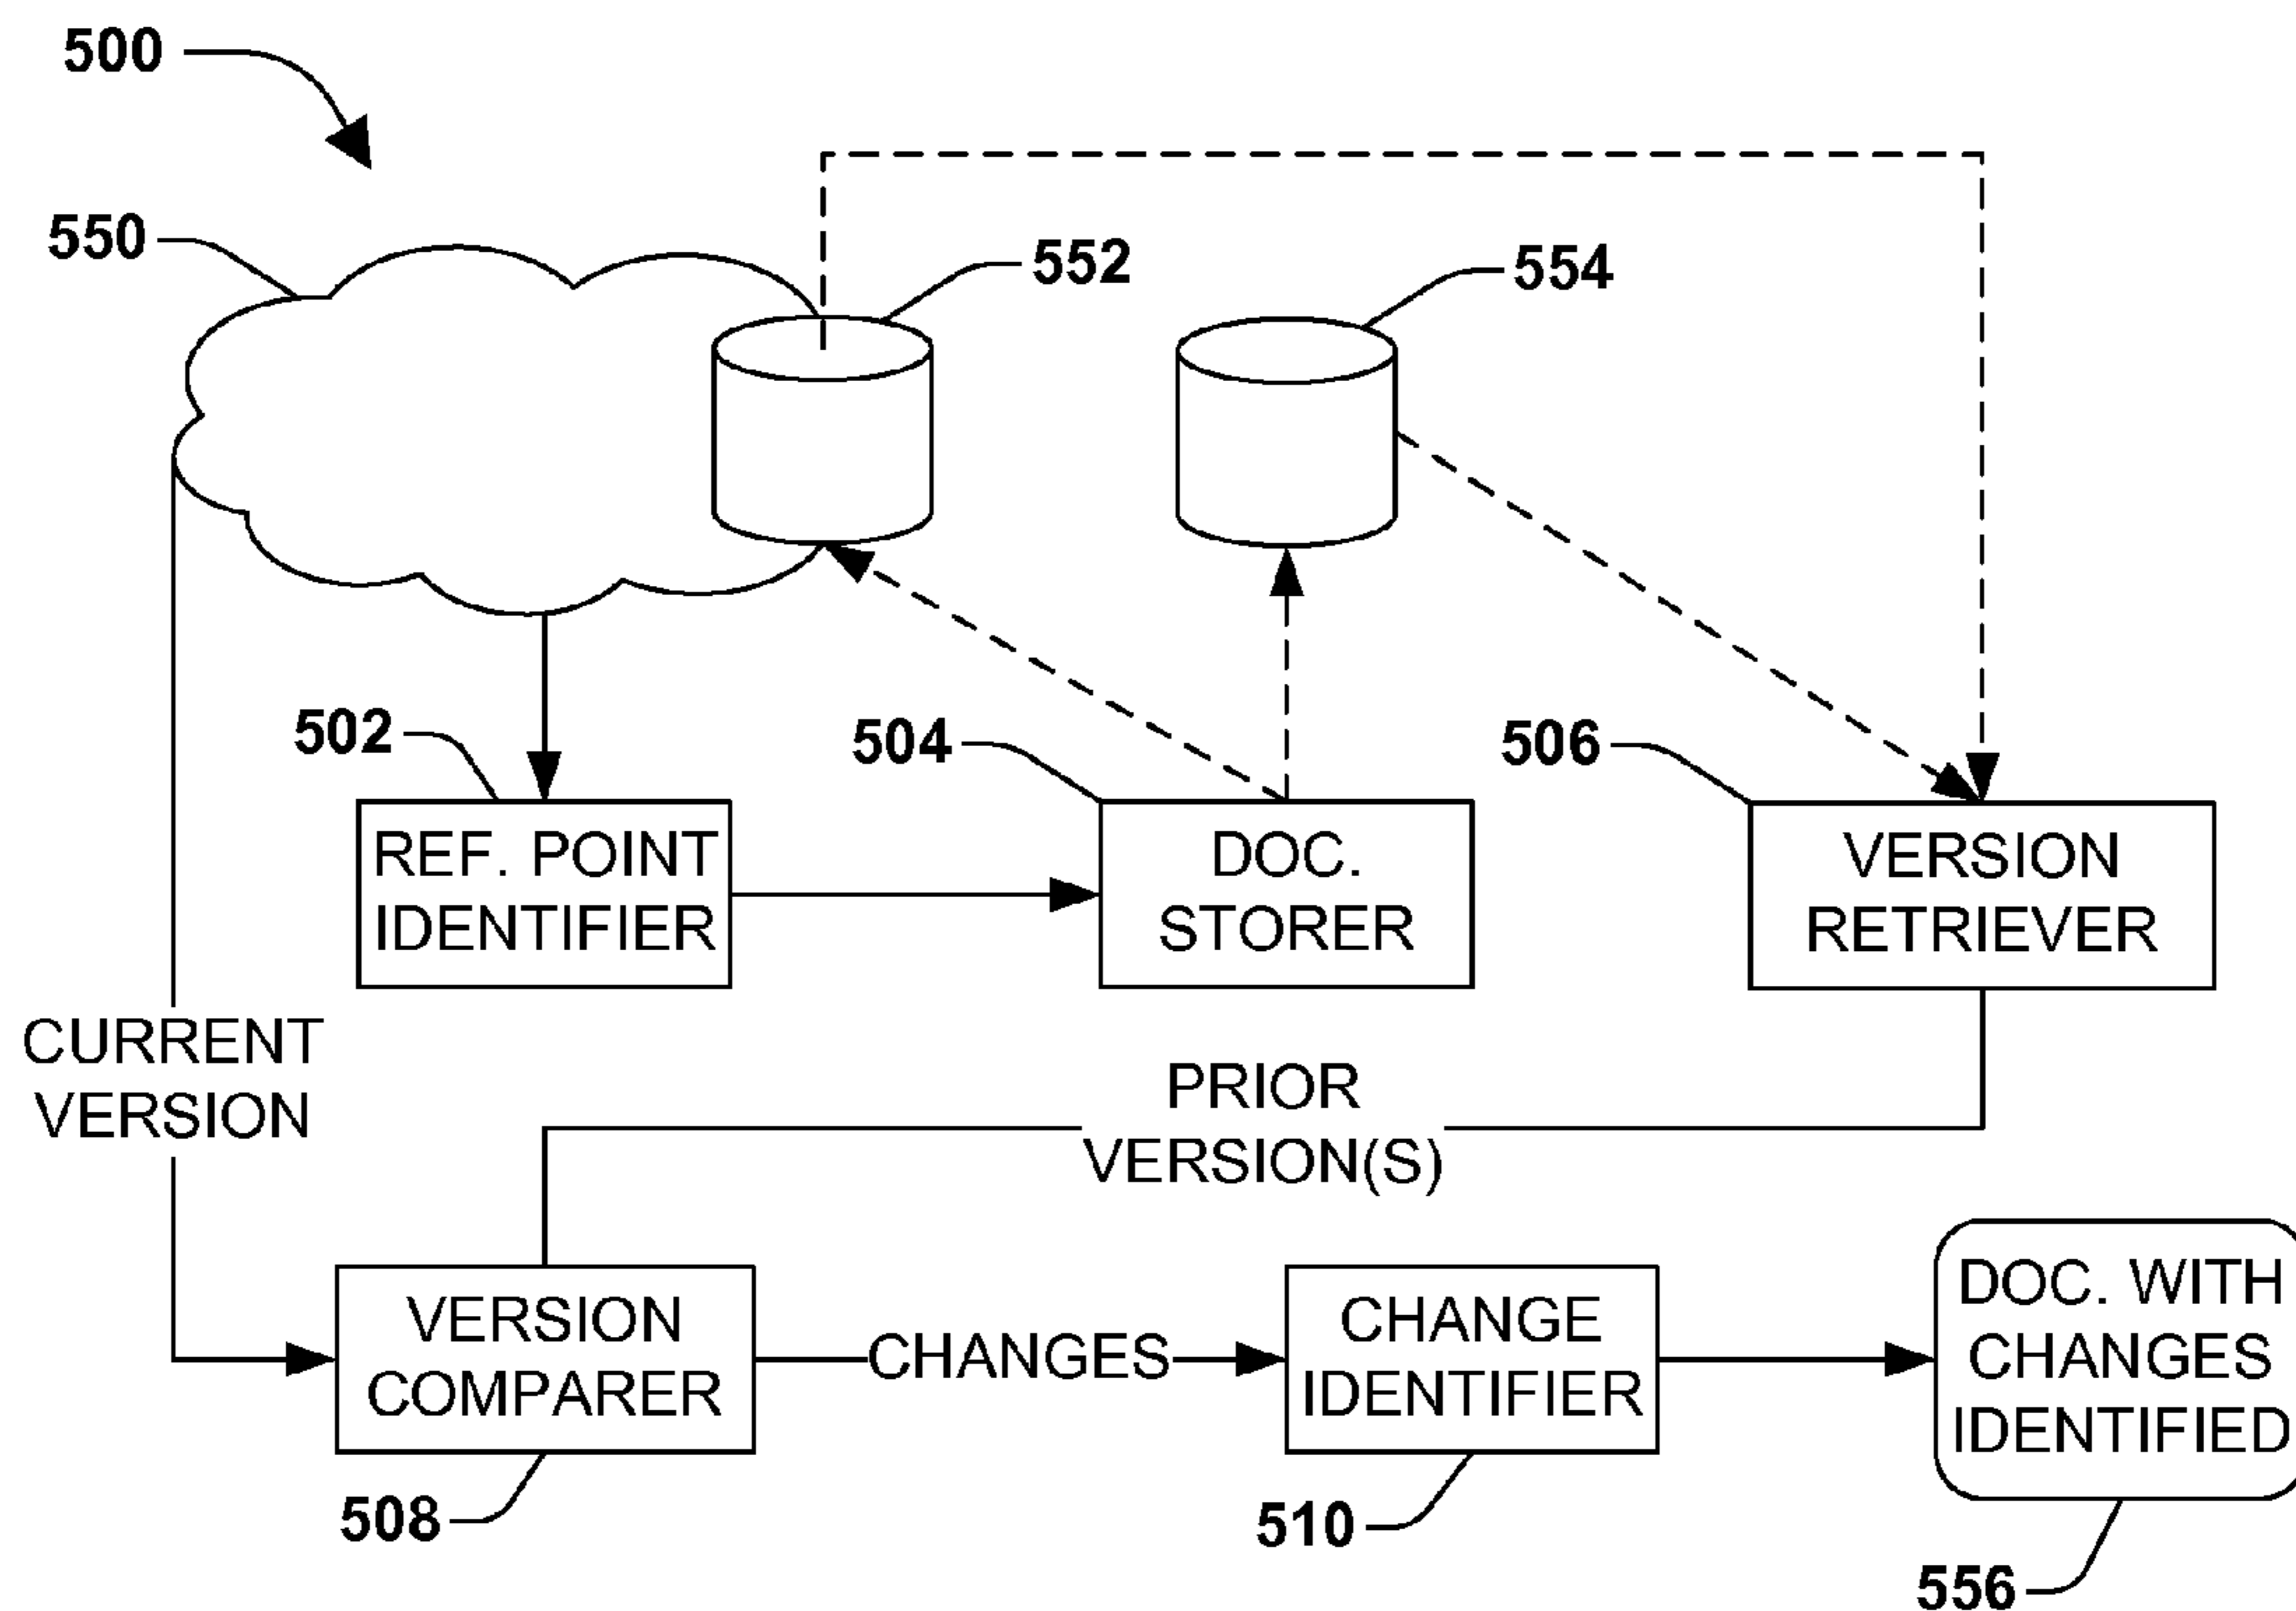 500
550
552
554
502
504
506
REF. POINT
IDENTIFIER
DOC.
STORER
VERSION
RETRIEVER
CURRENT
VERSION
PRIOR
VERSION(S)
VERSION
COMPARER
CHANGES
CHANGE
IDENTIFIER
DOC. WITH
CHANGES
IDENTIFIED
508
510
556